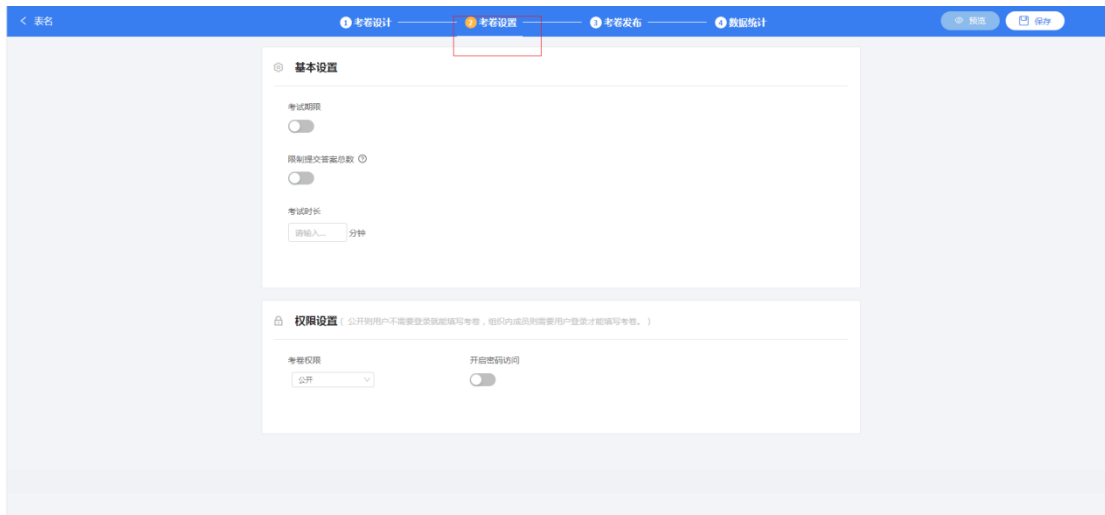 表名 1 考卷设计 2 考卷设置 3 考卷发布 4 数据统计 预览 保存
基本设置
考试期限
限制提交答案总数
考试时长
请输入... 分钟
权限设置 ( 公开则用户不需要登录就能填写考卷，组织内成员则需要用户登录才能填写考卷。 )
考卷权限 开启密码访问
公开